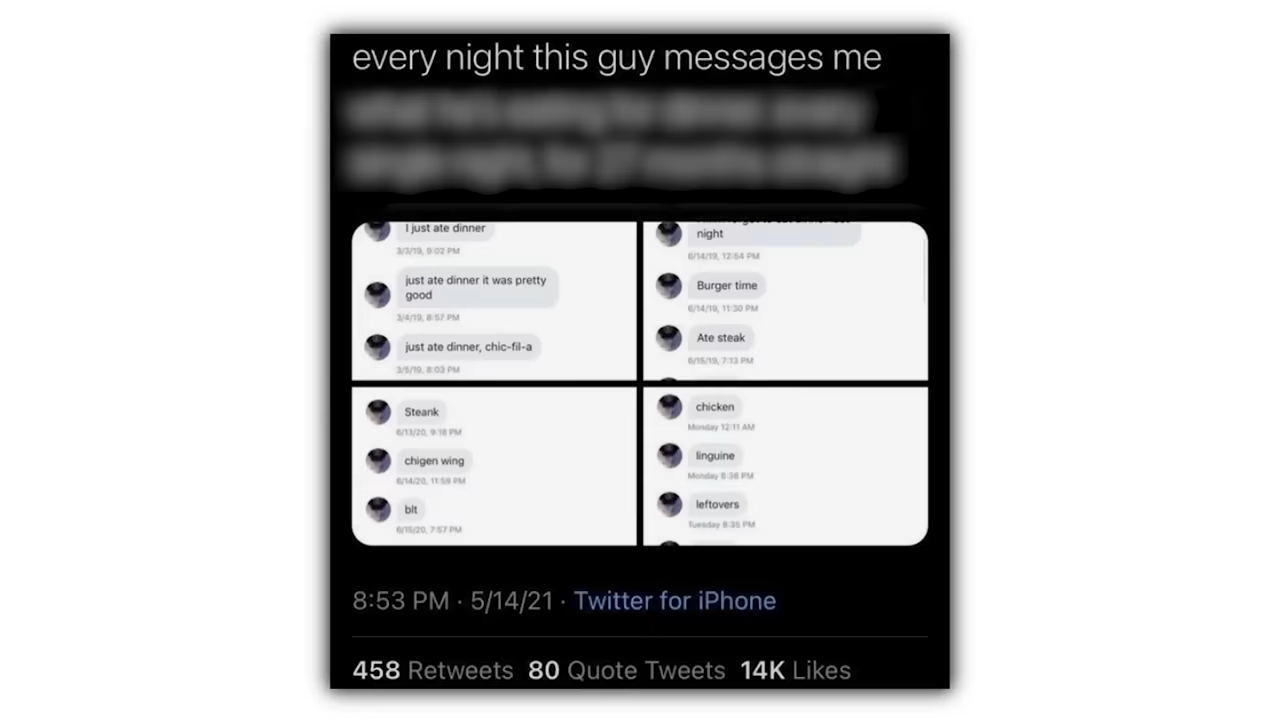 every night this guy messages me
I just ate dinner
3/3/19, 9:02 PM
just ate dinner it was pretty
good
3/4/19, 8:57 PM
just ate dinner, chic-fil-a
3/5/19, 8:03 PM
night
6/14/19, 12:54 PM
Burger time
6/14/19, 11:30 PM
Ate steak
6/15/19, 7:13 PM
Steank
6/13/20, 9:18 PM
chigen wing
6/14/20, 11:59 PM
blt
6/15/20, 7:57 PM
chicken
Monday 12:11 AM
linguine
Monday 6:36 PM
leftovers
Tuesday 8:35 PM
8:53 PM · 5/14/21 · Twitter for iPhone
458 Retweets 80 Quote Tweets 14K Likes